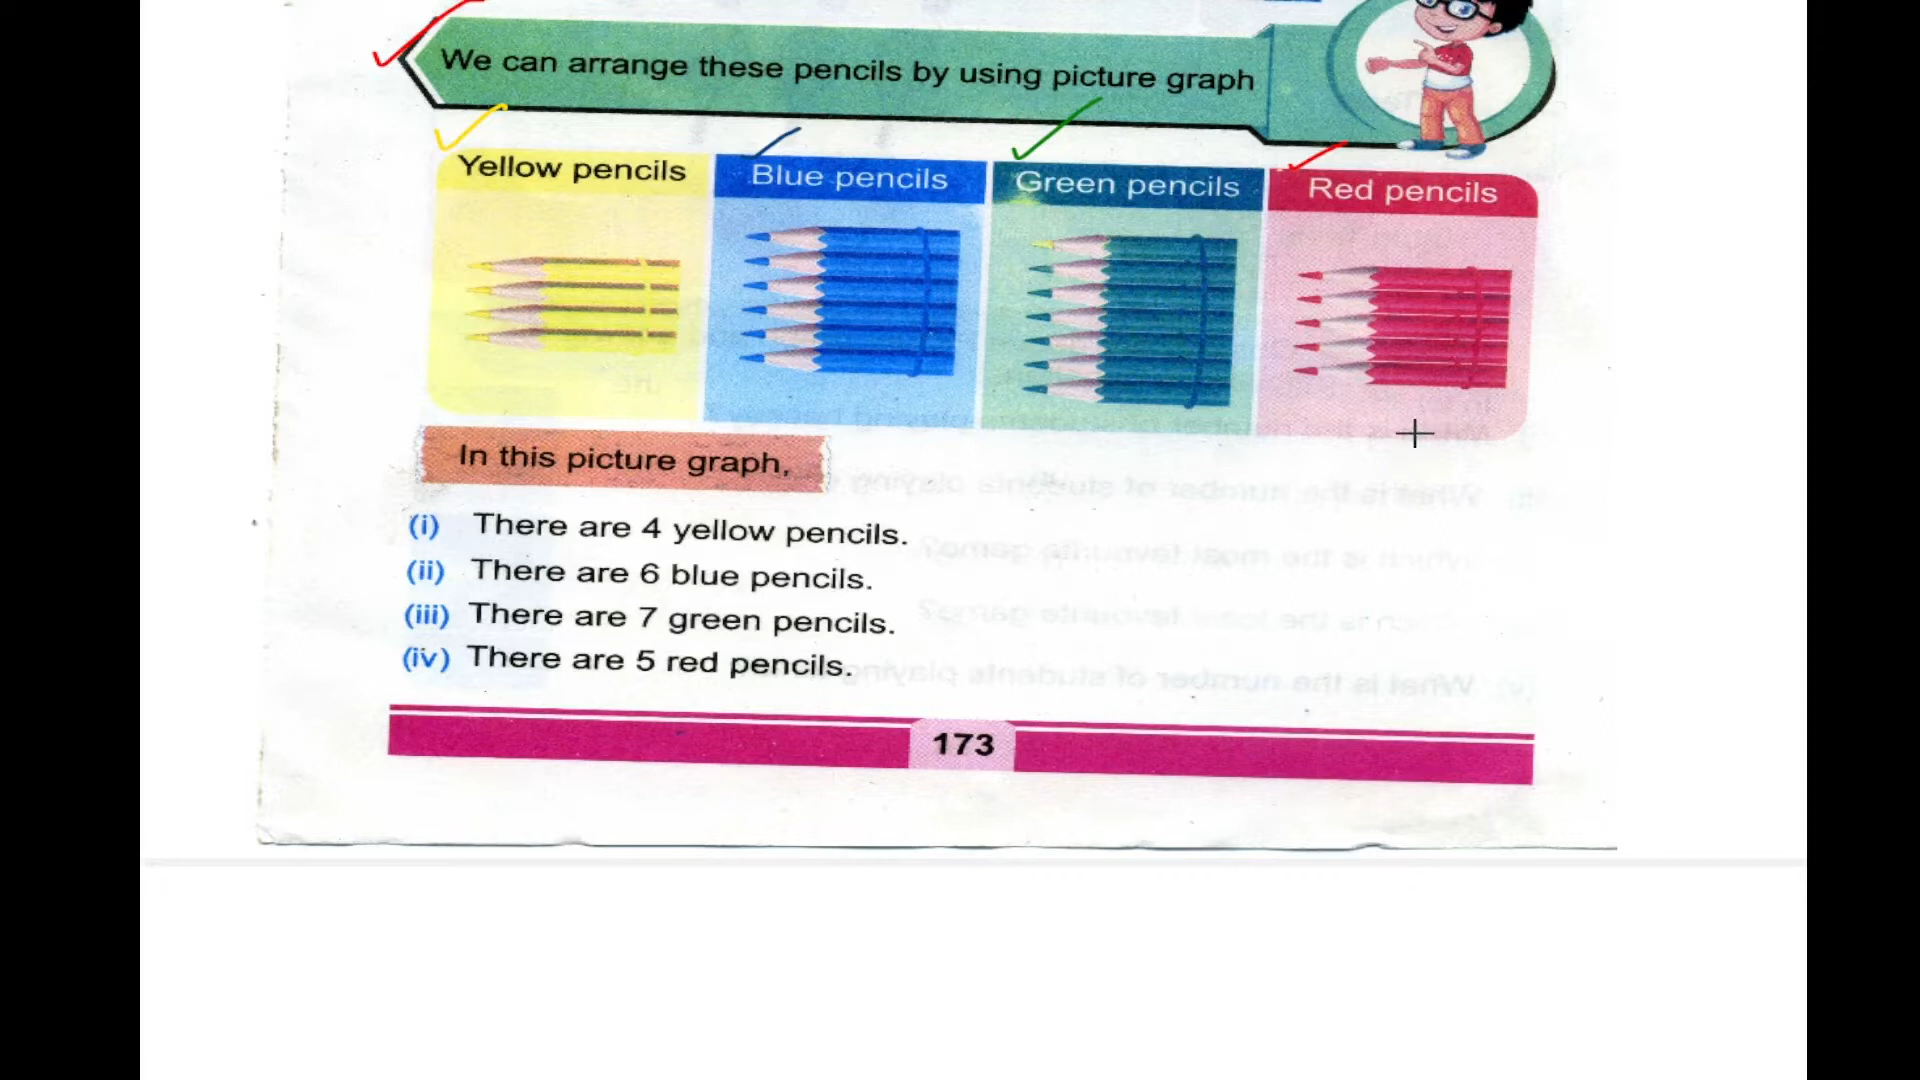 We can arrange these pencils by using picture graph
Yellow pencils
Blue pencils
Green pencils
Red pencils
In this picture graph,
(i) There are 4 yellow pencils.
(ii) There are 6 blue pencils.
(iii) There are 7 green pencils.
(iv) There are 5 red pencils.
173